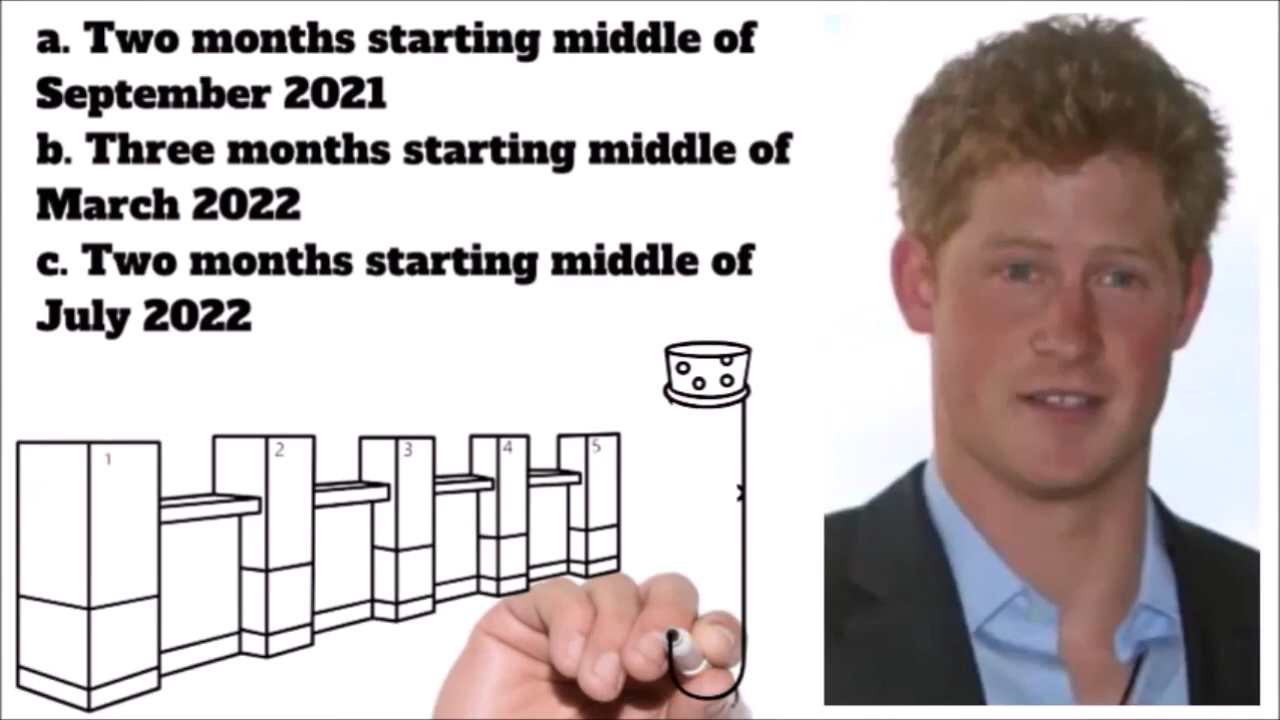 a. Two months starting middle of
September 2021
b. Three months starting middle of
March 2022
c. Two months starting middle of
July 2022
1 2 3 4 5